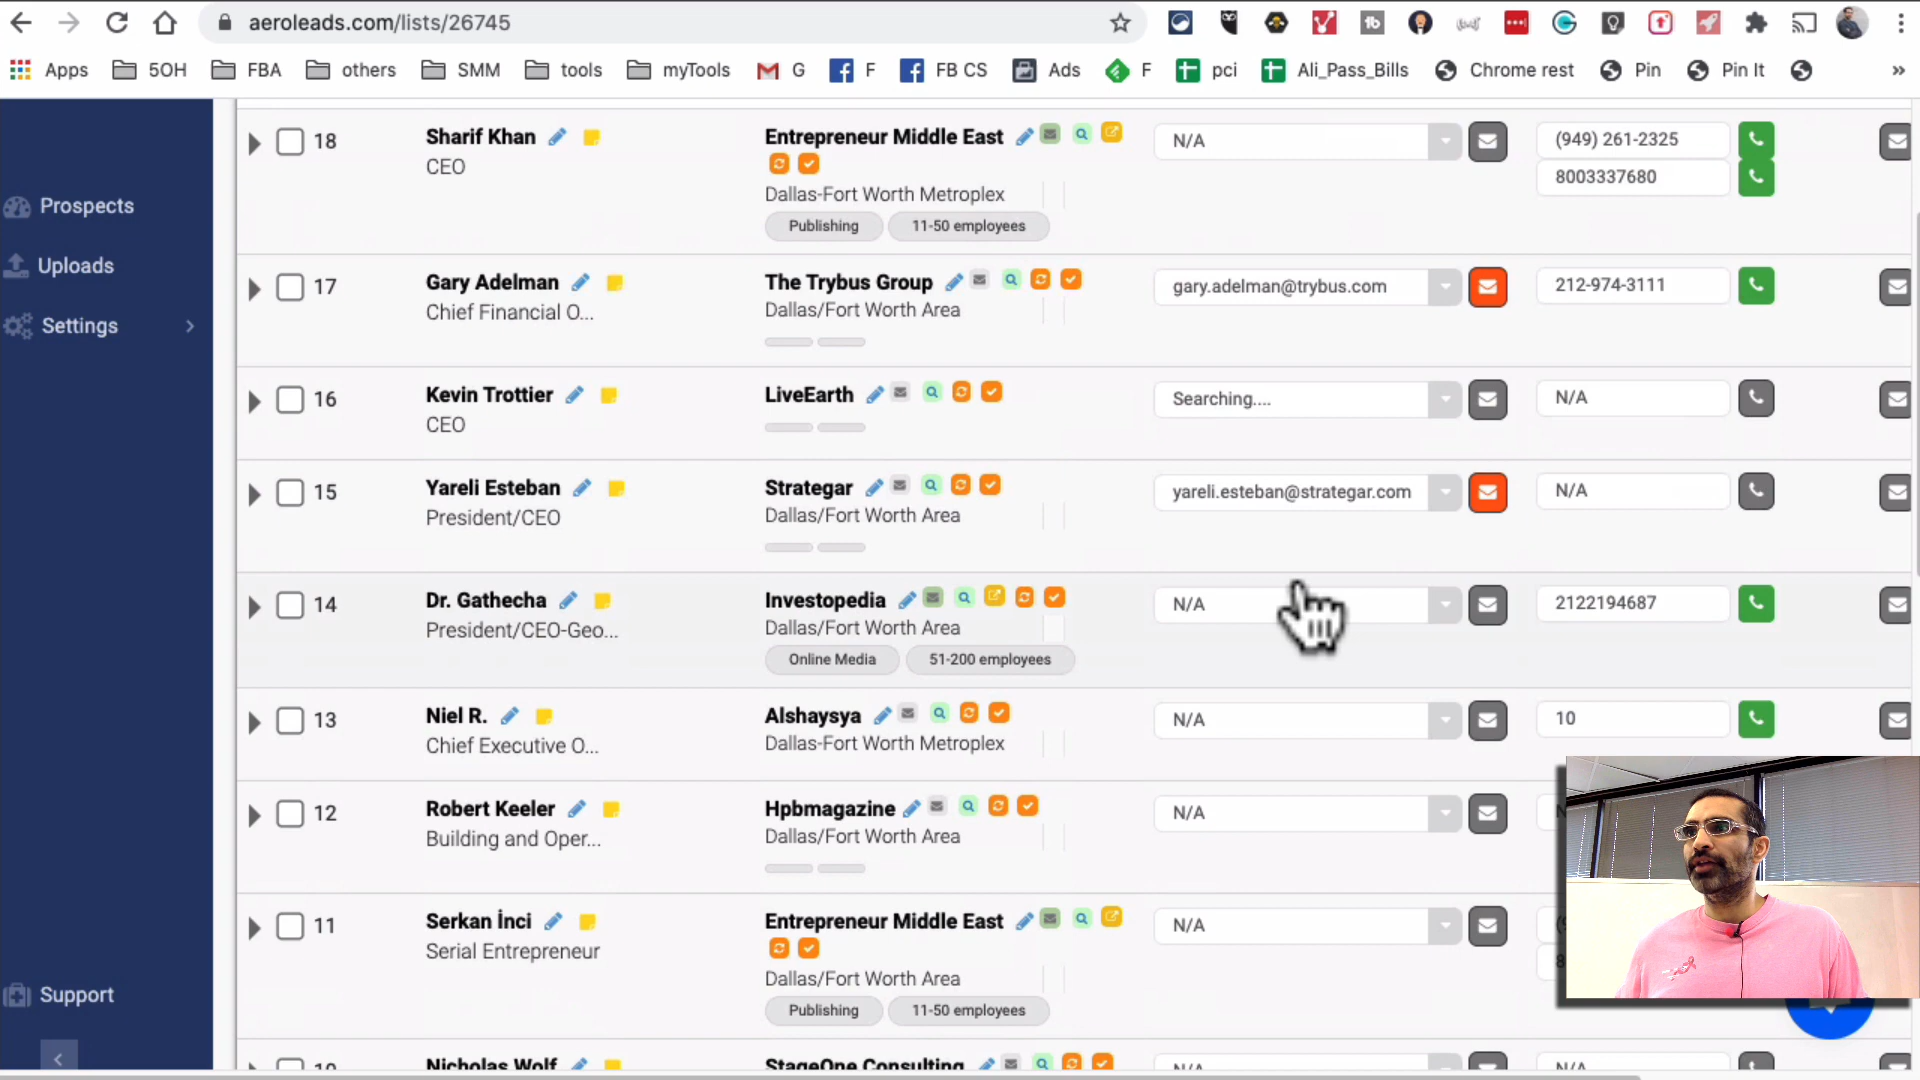 aeroleads.com/lists/26745
Apps 5OH FBA others SMM tools myTools G F FB CS Ads F pci Ali_Pass_Bills Chrome rest Pin Pin It »
Prospects
Uploads
Settings
Support
18 Sharif Khan Entrepreneur Middle East N/A (949) 261-2325
CEO 8003337680
Dallas-Fort Worth Metroplex
Publishing 11-50 employees
17 Gary Adelman The Trybus Group gary.adelman@trybus.com 212-974-3111
Chief Financial O... Dallas/Fort Worth Area
16 Kevin Trottier LiveEarth Searching.... N/A
CEO
15 Yareli Esteban Strategar yareli.esteban@strategar.com N/A
President/CEO Dallas/Fort Worth Area
14 Dr. Gathecha Investopedia N/A 2122194687
President/CEO-Geo... Dallas/Fort Worth Area
Online Media 51-200 employees
13 Niel R. Alshaysya N/A 10
Chief Executive O... Dallas-Fort Worth Metroplex
12 Robert Keeler Hpbmagazine N/A
Building and Oper... Dallas/Fort Worth Area
11 Serkan İnci Entrepreneur Middle East N/A
Serial Entrepreneur
Dallas/Fort Worth Area
Publishing 11-50 employees
10 Nicholas Wolf StageOne Consulting N/A N/A